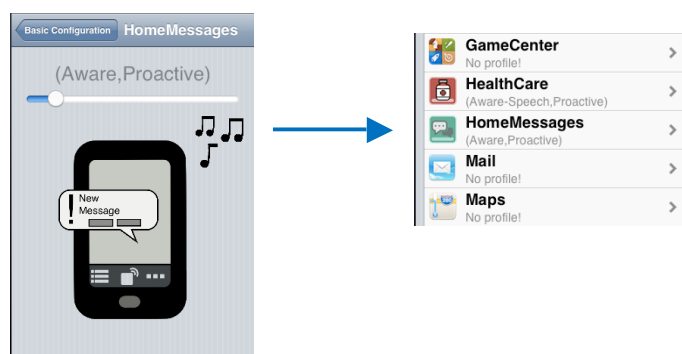 Basic Configuration HomeMessages
(Aware,Proactive)
! New
Message
GameCenter
No profile!
HealthCare
(Aware-Speech,Proactive)
HomeMessages
(Aware,Proactive)
Mail
No profile!
Maps
No profile!